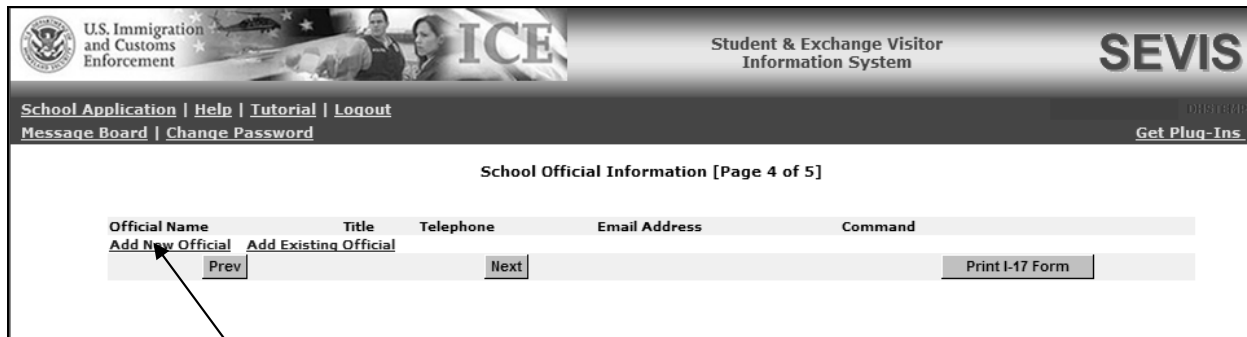 U.S. Immigration
and Customs
Enforcement
ICE
Student & Exchange Visitor
Information System
SEVIS
School Application | Help | Tutorial | Logout
Message Board | Change Password
Get Plug-Ins
School Official Information [Page 4 of 5]
Official Name Title Telephone Email Address Command
Add New Official Add Existing Official
Prev Next Print I-17 Form